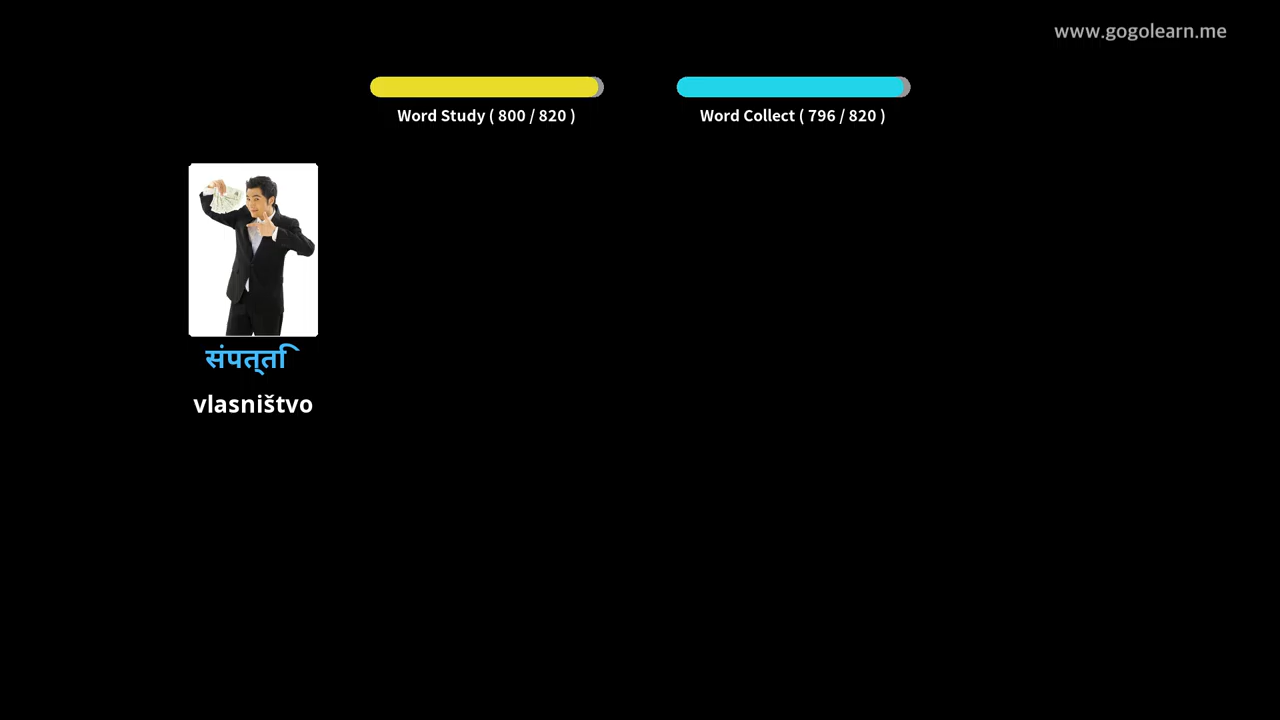 www.gogolearn.me
Word Study ( 800 / 820 )
Word Collect ( 796 / 820 )
संपत्ति
vlasništvo